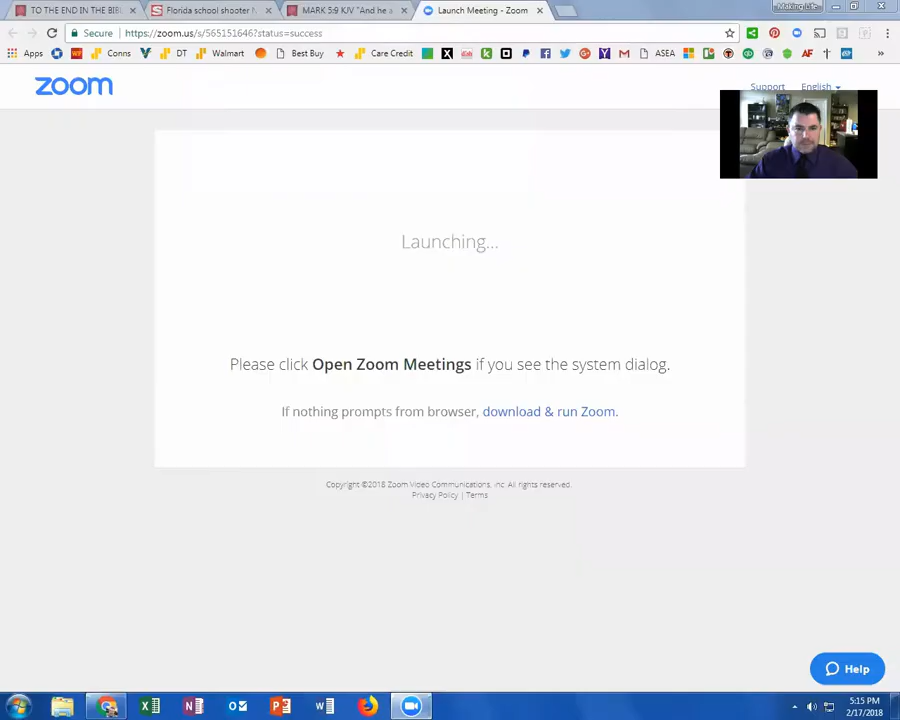 TO THE END IN THE BIB
Florida school shooter N
MARK 5:9 KJV "And he a
Launch Meeting - Zoom
Making Life
Secure
https://zoom.us/s/565151646?status=success
Apps
Conns
DT
Walmart
Best Buy
Care Credit
ASEA
AF
zoom
Support
English
Launching...
Please click Open Zoom Meetings if you see the system dialog.
If nothing prompts from browser, download & run Zoom.
Copyright ©2018 Zoom Video Communications, Inc. All rights reserved.
Privacy Policy | Terms
Help
5:15 PM
2/17/2018